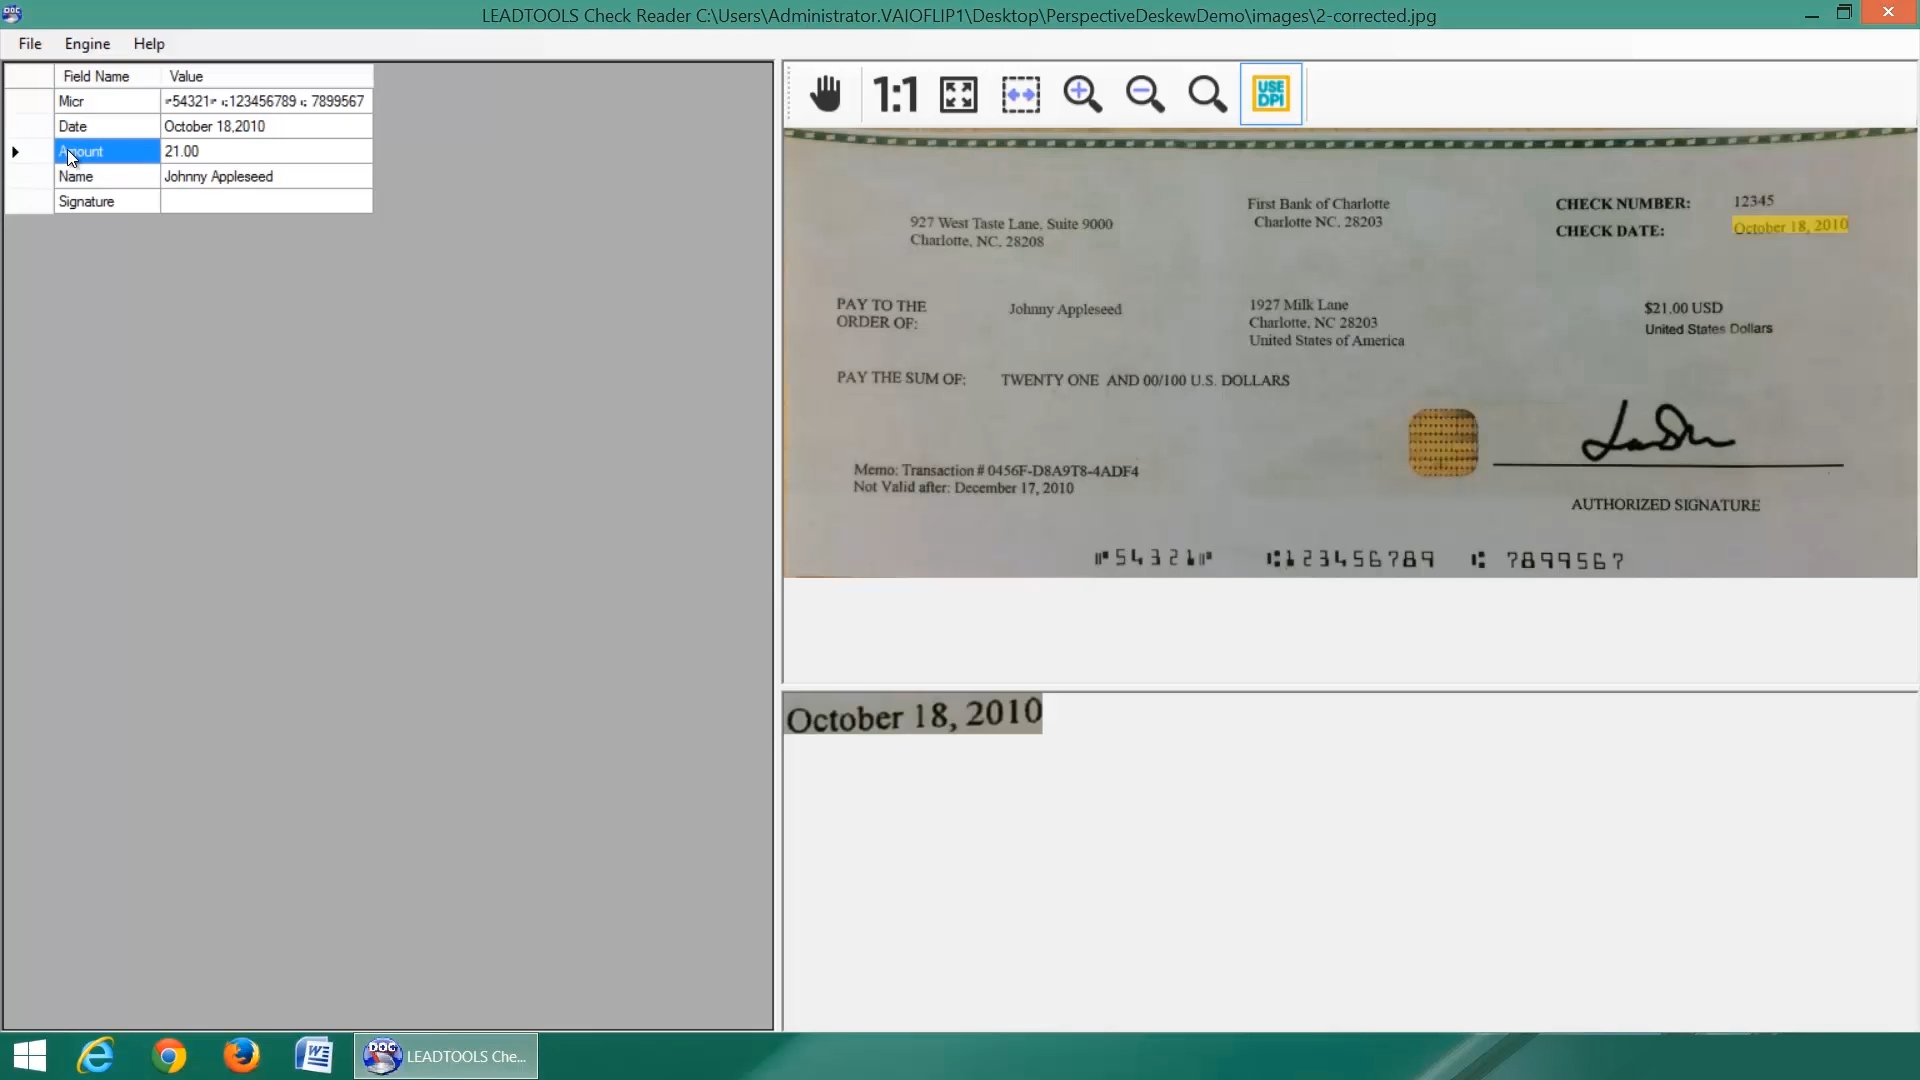 LEADTOOLS Check Reader C:\Users\Administrator.VAIOFLIP1\Desktop\PerspectiveDeskewDemo\images\2-corrected.jpg
File Engine Help
Field Name Value
Micr ⑈54321⑈ ⑆123456789 ⑆ 7899567
Date October 18,2010
Amount 21.00
Name Johnny Appleseed
Signature
1:1
USE
DPI
927 West Taste Lane, Suite 9000
Charlotte, NC, 28208
First Bank of Charlotte
Charlotte NC, 28203
CHECK NUMBER: 12345
CHECK DATE: October 18, 2010
PAY TO THE
ORDER OF:
Johnny Appleseed
1927 Milk Lane
Charlotte, NC 28203
United States of America
$21.00 USD
United States Dollars
PAY THE SUM OF: TWENTY ONE AND 00/100 U.S. DOLLARS
Memo: Transaction # 0456F-D8A9T8-4ADF4
Not Valid after: December 17, 2010
AUTHORIZED SIGNATURE
⑈54321⑈ ⑆123456789 ⑆ 7899567
October 18, 2010
LEADTOOLS Che...